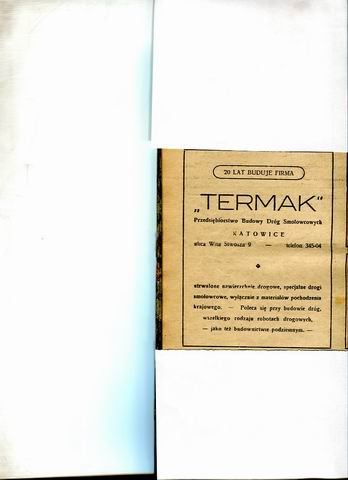 20 LAT BUDUJE FIRMA
„TERMAK“
Przedsiębiorstwo Budowy Dróg Smołowcowych
KATOWICE
ulica Wita Stwosza 9 — telefon 345-04
utrwalone nawierzchnie drogowe, specjalne drogi
smołowcowe, wyłącznie z materiałów pochodzenia
krajowego. — Poleca się przy budowie dróg,
wszelkiego rodzaju robotach drogowych,
— jako też budownictwie podziemnym. —